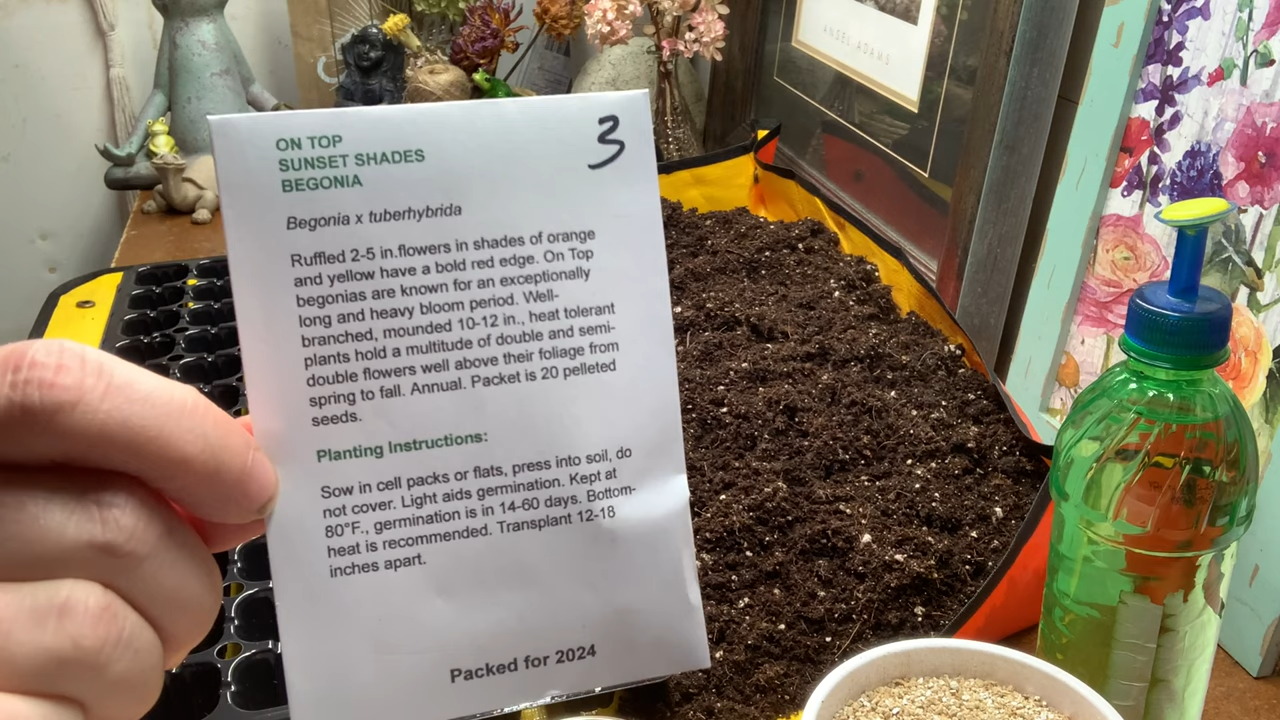 ON TOP
SUNSET SHADES
BEGONIA
3
Begonia x tuberhybrida
Ruffled 2-5 in.flowers in shades of orange
and yellow have a bold red edge. On Top
begonias are known for an exceptionally
long and heavy bloom period. Well-
branched, mounded 10-12 in., heat tolerant
plants hold a multitude of double and semi-
double flowers well above their foliage from
spring to fall. Annual. Packet is 20 pelleted
seeds.
Planting Instructions:
Sow in cell packs or flats, press into soil, do
not cover. Light aids germination. Kept at
80°F., germination is in 14-60 days. Bottom-
heat is recommended. Transplant 12-18
inches apart.
Packed for 2024
ANSEL ADAMS